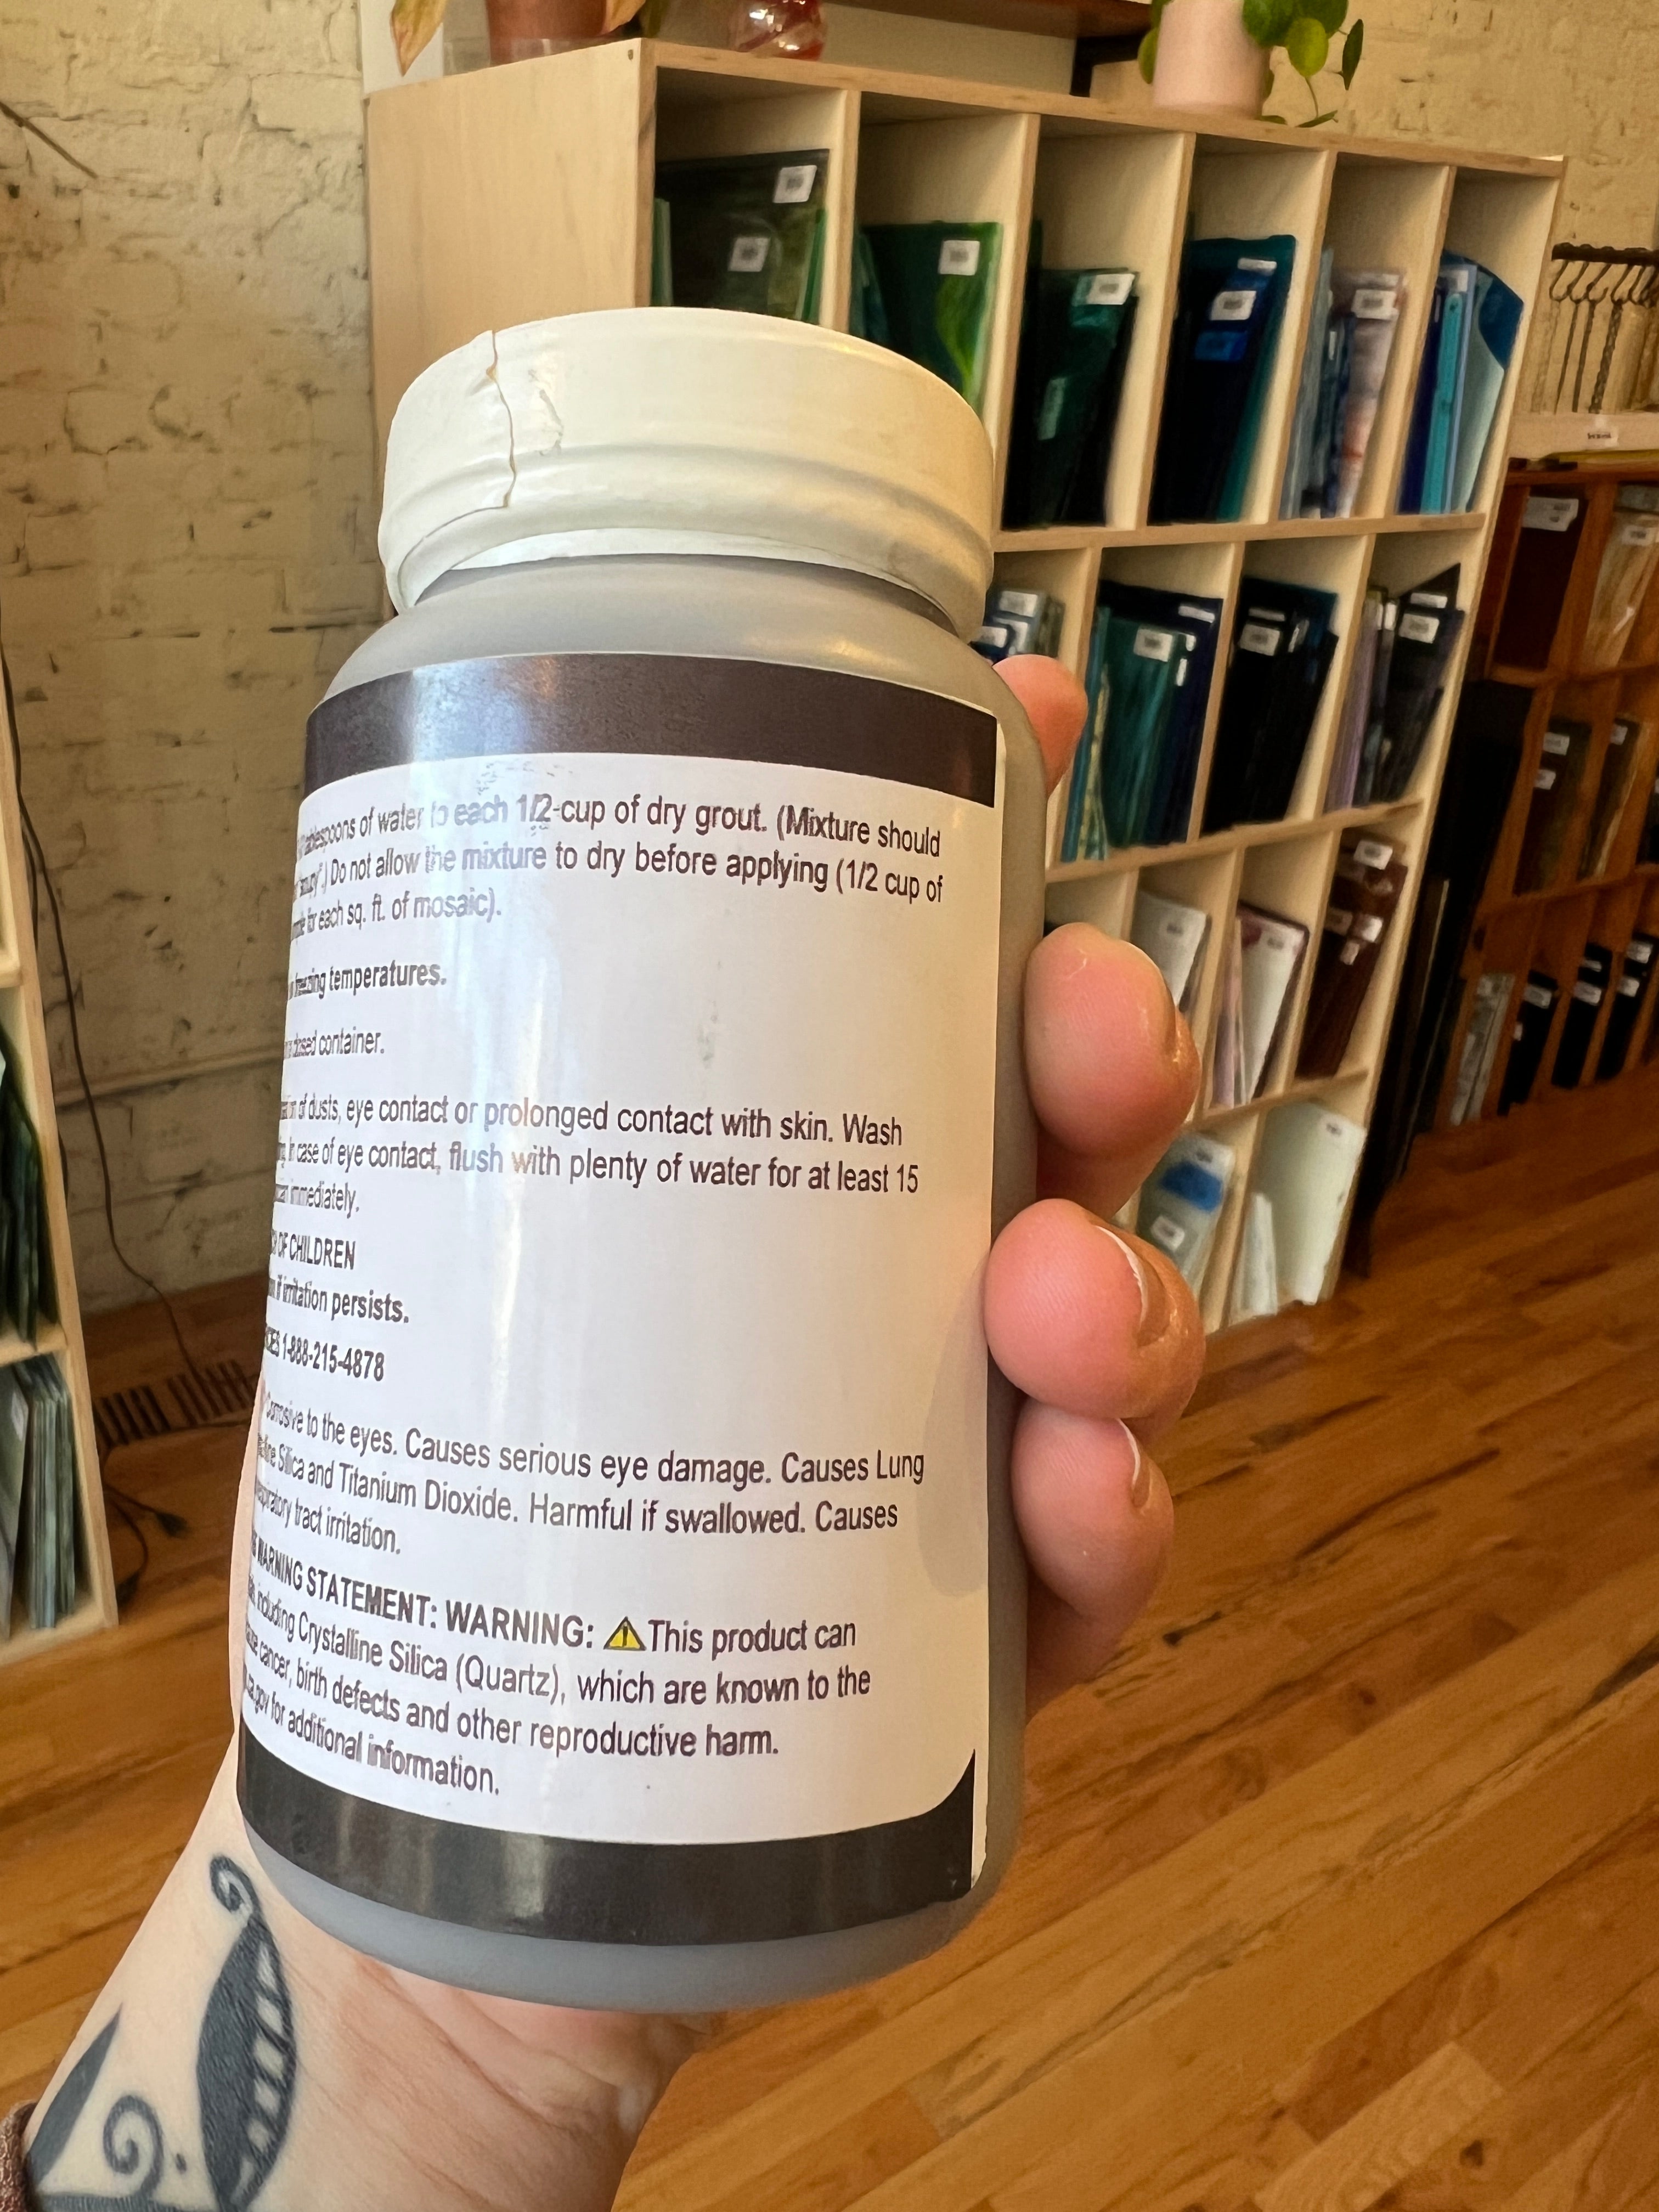 tablespoons of water to each 1/2-cup of dry grout. (Mixture should
Do not allow the mixture to dry before applying (1/2 cup of
for each sq. ft. of mosaic).
freezing temperatures.
closed container.
of dusts, eye contact or prolonged contact with skin. Wash
In case of eye contact, flush with plenty of water for at least 15
immediately.
OF CHILDREN
if irritation persists.
1-888-215-4878
Corrosive to the eyes. Causes serious eye damage. Causes Lung
Silica and Titanium Dioxide. Harmful if swallowed. Causes
respiratory tract irritation.
WARNING STATEMENT: WARNING: ⚠This product can
including Crystalline Silica (Quartz), which are known to the
cancer, birth defects and other reproductive harm.
for additional information.